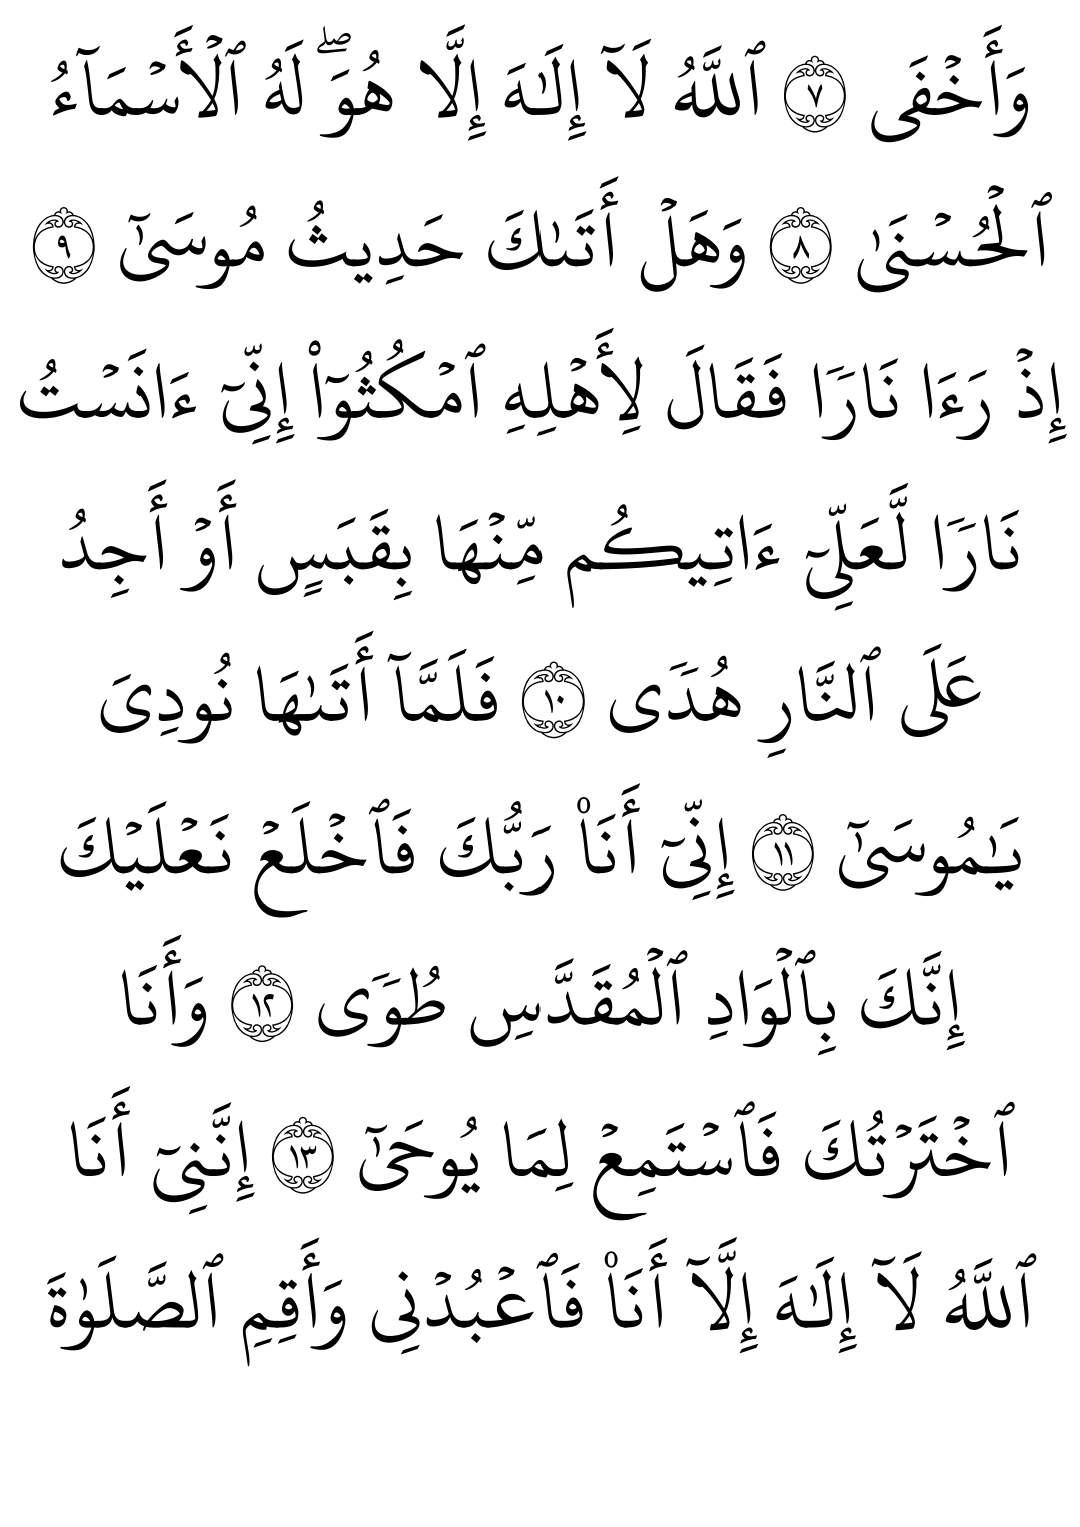 وَأَخۡفَى ۝٧ ٱللَّهُ لَآ إِلَـٰهَ إِلَّا هُوَۖ لَهُ ٱلۡأَسۡمَآءُ
ٱلۡحُسۡنَىٰ ۝٨ وَهَلۡ أَتَىٰكَ حَدِيثُ مُوسَىٰٓ ۝٩
إِذۡ رَءَا نَارࣰا فَقَالَ لِأَهۡلِهِ ٱمۡكُثُوٓا۟ إِنِّيٓ ءَانَسۡتُ
نَارࣰا لَّعَلِّيٓ ءَاتِيكُم مِّنۡهَا بِقَبَسٍ أَوۡ أَجِدُ
عَلَى ٱلنَّارِ هُدࣰى ۝١٠ فَلَمَّآ أَتَىٰهَا نُودِيَ
يَـٰمُوسَىٰٓ ۝١١ إِنِّيٓ أَنَا۠ رَبُّكَ فَٱخۡلَعۡ نَعۡلَيۡكَ
إِنَّكَ بِٱلۡوَادِ ٱلۡمُقَدَّسِ طُوࣰى ۝١٢ وَأَنَا
ٱخۡتَرۡتُكَ فَٱسۡتَمِعۡ لِمَا يُوحَىٰٓ ۝١٣ إِنَّنِيٓ أَنَا
ٱللَّهُ لَآ إِلَـٰهَ إِلَّآ أَنَا۠ فَٱعۡبُدۡنِي وَأَقِمِ ٱلصَّلَوٰةَ